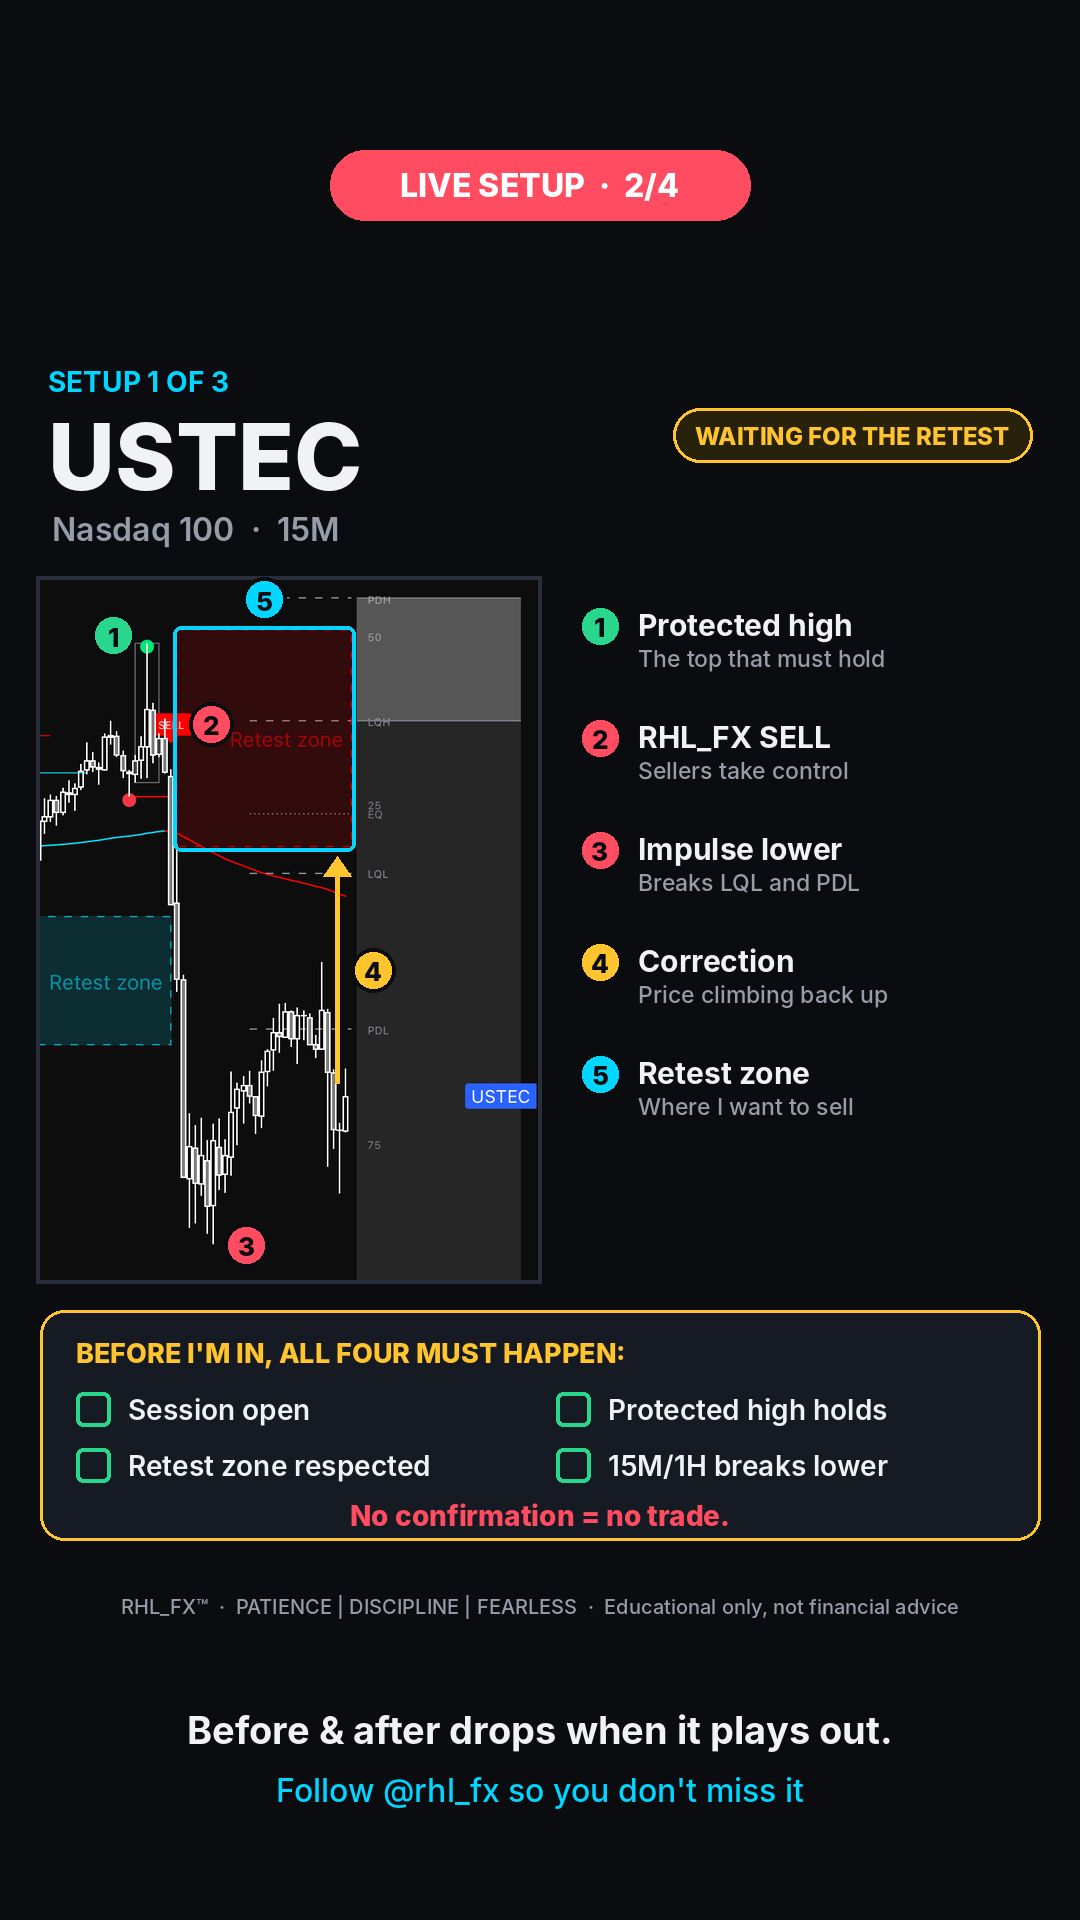 LIVE SETUP · 2/4
SETUP 1 OF 3
USTEC
WAITING FOR THE RETEST
Nasdaq 100 · 15M
5
PDH
1
50
SELL
2
LQH
Retest zone
25
EQ
LQL
4
Retest zone
PDL
USTEC
75
3
1 Protected high
The top that must hold
2 RHL_FX SELL
Sellers take control
3 Impulse lower
Breaks LQL and PDL
4 Correction
Price climbing back up
5 Retest zone
Where I want to sell
BEFORE I'M IN, ALL FOUR MUST HAPPEN:
Session open
Protected high holds
Retest zone respected
15M/1H breaks lower
No confirmation = no trade.
RHL_FX™ · PATIENCE | DISCIPLINE | FEARLESS · Educational only, not financial advice
Before & after drops when it plays out.
Follow @rhl_fx so you don't miss it